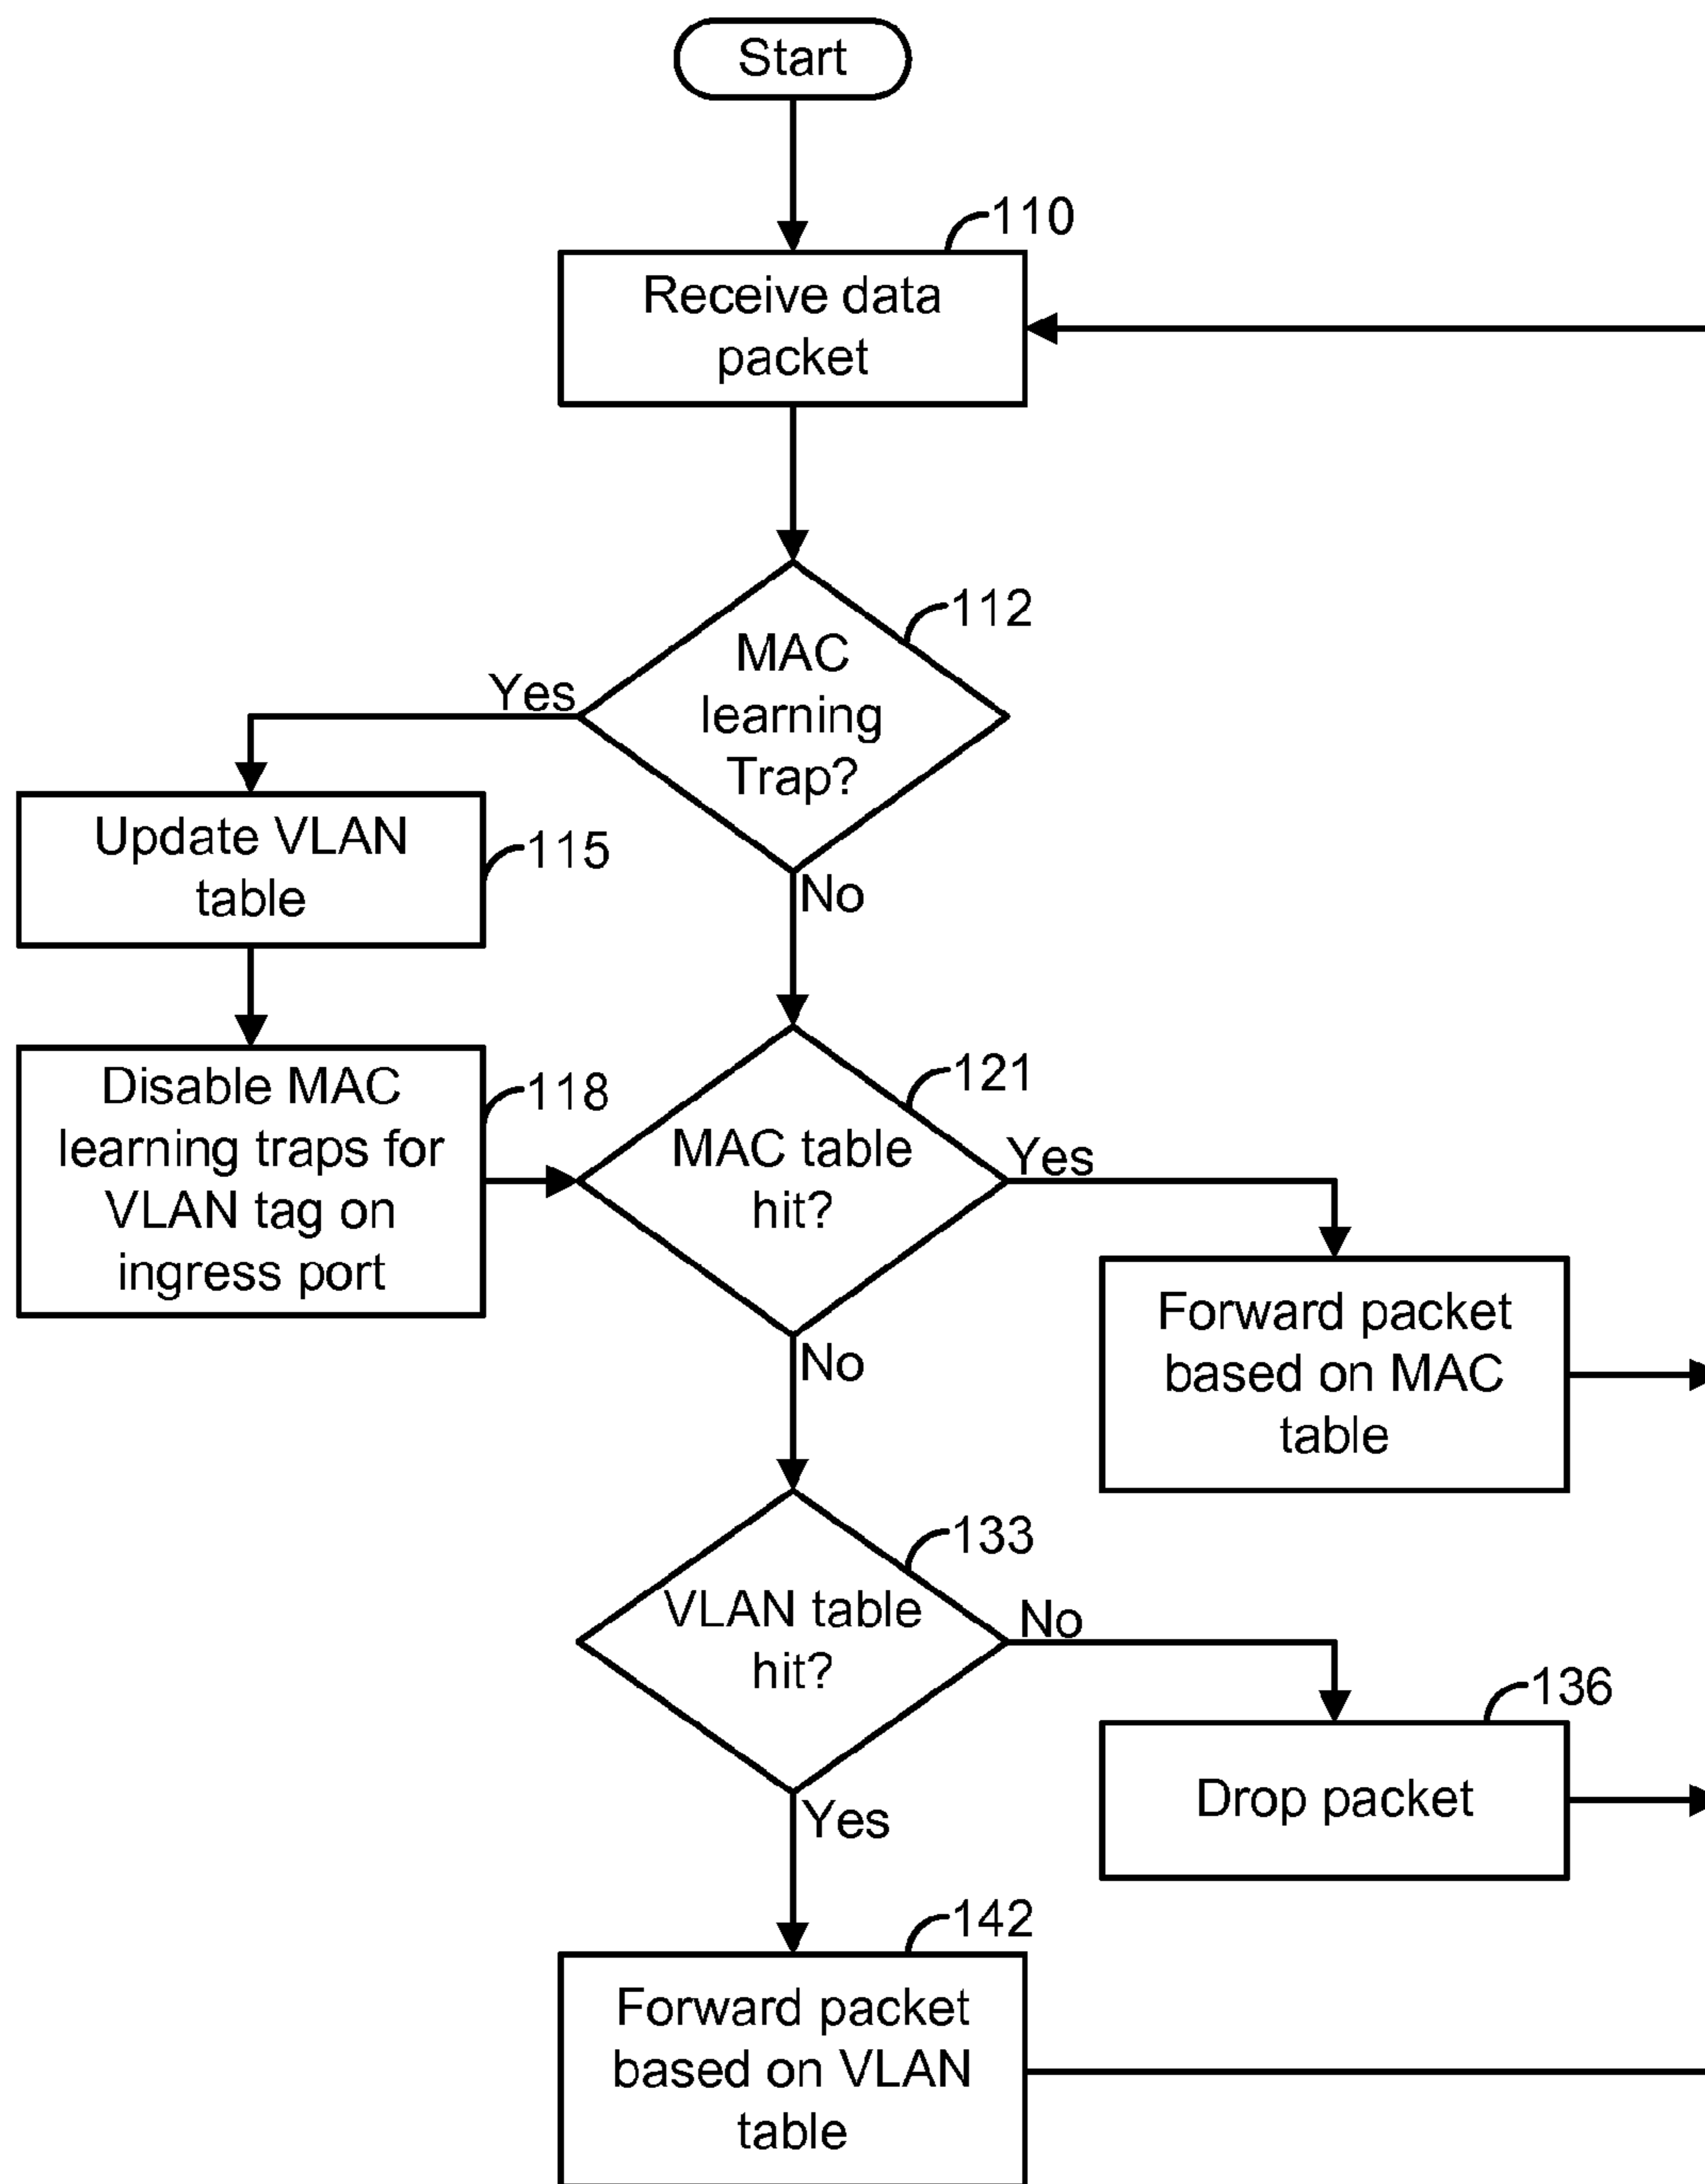 Start
110
Receive data
packet
112
MAC
learning
Trap?
Yes
No
Update VLAN
table
115
Disable MAC
learning traps for
VLAN tag on
ingress port
118
121
MAC table
hit?
Yes
No
Forward packet
based on MAC
table
133
VLAN table
hit?
No
Yes
136
Drop packet
142
Forward packet
based on VLAN
table